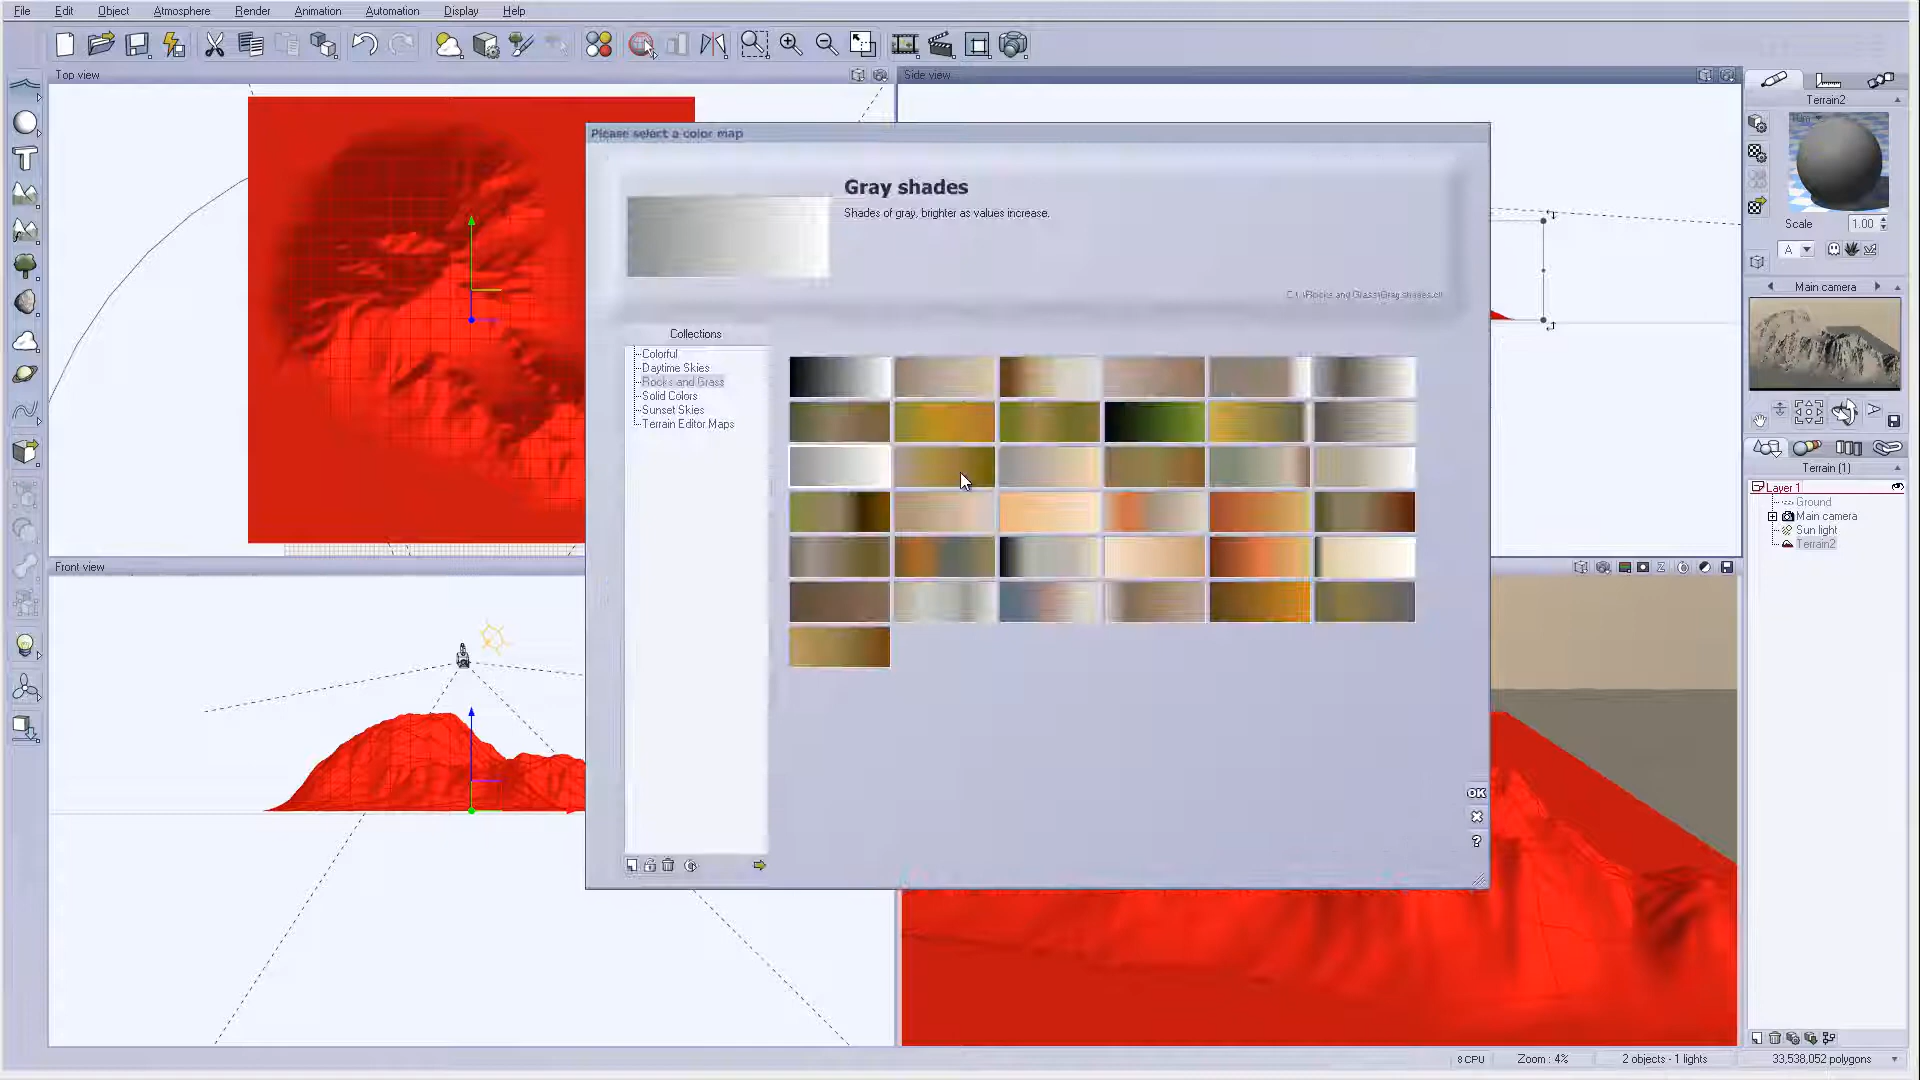 File Edit Object Atmosphere Render Animation Automation Display Help
Top view
Side view
Please select a color map
Gray shades
Shades of gray, brighter as values increase.
Collections
Colorful
Daytime Skies
Rocks and Grass
Solid Colors
Sunset Skies
Terrain Editor Maps
OK
?
Front view
Terrain2
Scale 1.00
A
Main camera
Terrain (1)
Layer 1
Ground
Main camera
Sun light
Terrain2
8 CPU Zoom : 4% 2 objects - 1 lights 33,538,052 polygons